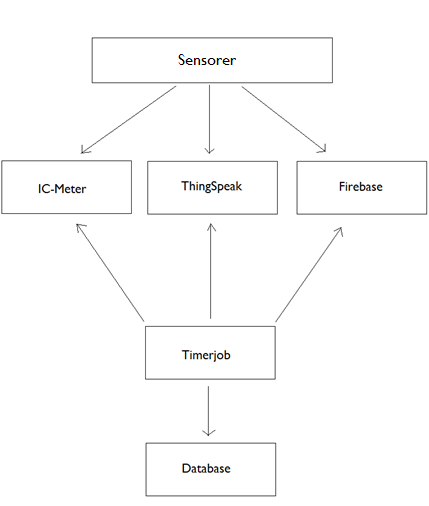 Sensorer
IC-Meter
ThingSpeak
Firebase
Timerjob
Database